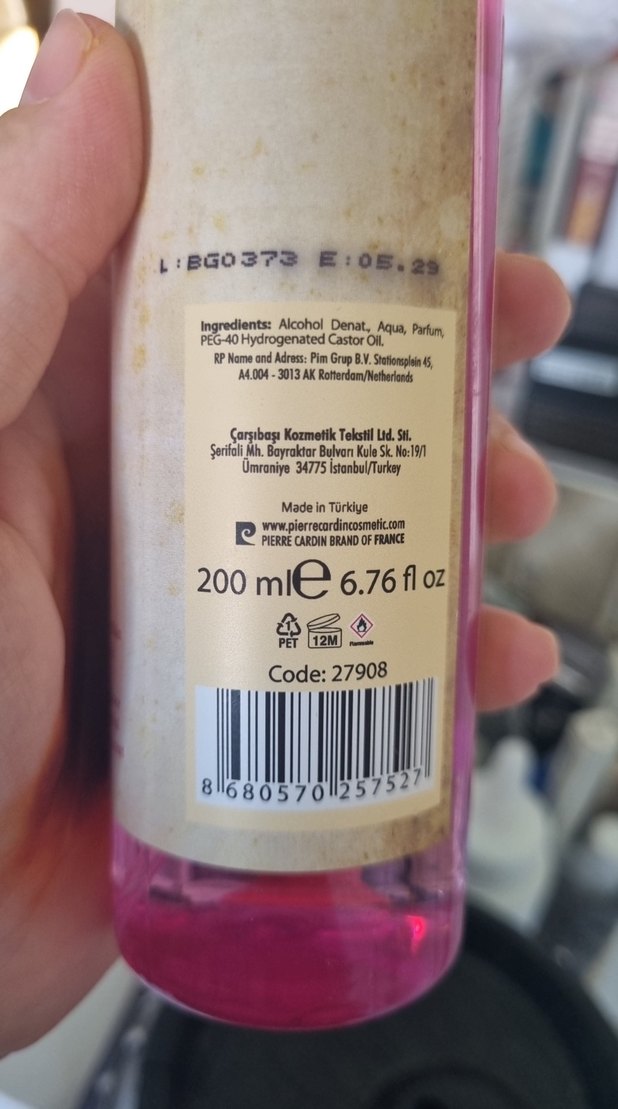 L:BG0373 E:05.29
Ingredients: Alcohol Denat., Aqua, Parfum,
PEG-40 Hydrogenated Castor Oil.
RP Name and Adress: Pim Grup B.V. Stationsplein 45,
A4.004 - 3013 AK Rotterdam/Netherlands
Çarşıbaşı Kozmetik Tekstil Ltd. Sti.
Şerifali Mh. Bayraktar Bulvarı Kule Sk. No:19/1
Ümraniye 34775 İstanbul/Turkey
Made in Türkiye
www.pierrecardincosmetic.com
PIERRE CARDIN BRAND OF FRANCE
200 ml e 6.76 fl oz
1
PET 12M Flammable
Code: 27908
8 680570 257527